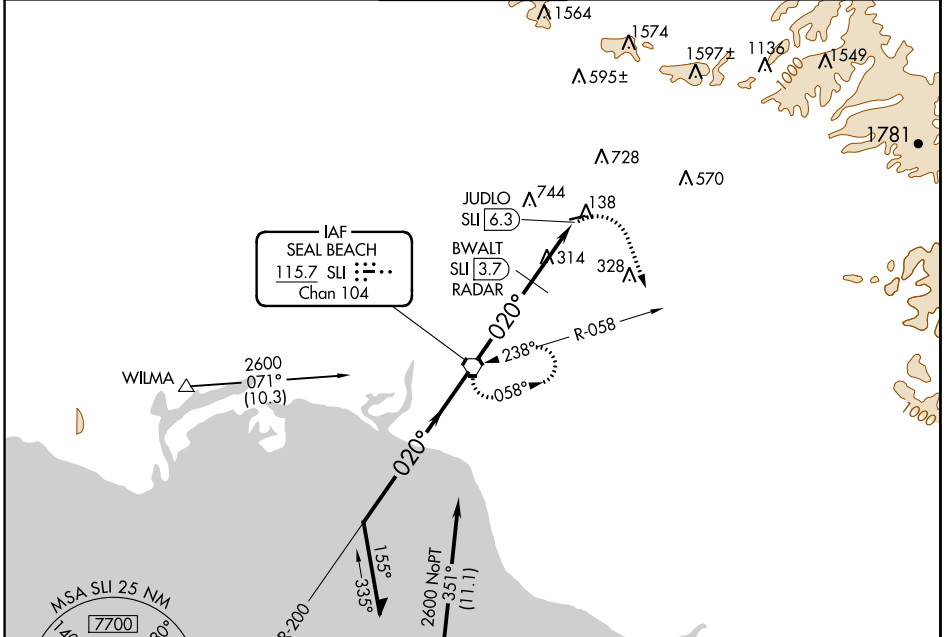 1564
1574
1597±
1136
1549
1000
595±
1781
728
570
744
138
JUDLO
SLI 6.3
BWALT
SLI 3.7
RADAR
314
328
IAF
SEAL BEACH
115.7 SLI
Chan 104
020°
R-058
238°
058°
WILMA
2600
071°
(10.3)
1000
020°
155°
335°
2600 NoPT
351°
(11.1)
R-200
MSA SLI 25 NM
7700